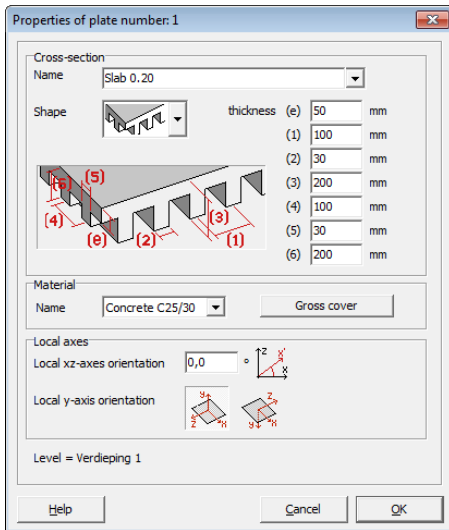 Properties of plate number: 1
Cross-section
Name Slab 0.20
Shape thickness (e) 50 mm
(1) 100 mm
(2) 30 mm
(3) 200 mm
(4) 100 mm
(5) 30 mm
(6) 200 mm
(6) (5)
(4) (e) (2) (3) (1)
Material
Name Concrete C25/30 Gross cover
Local axes
Local xz-axes orientation 0,0 ° z x' x
Local y-axis orientation y z x z x y
Level = Verdieping 1
Help Cancel OK